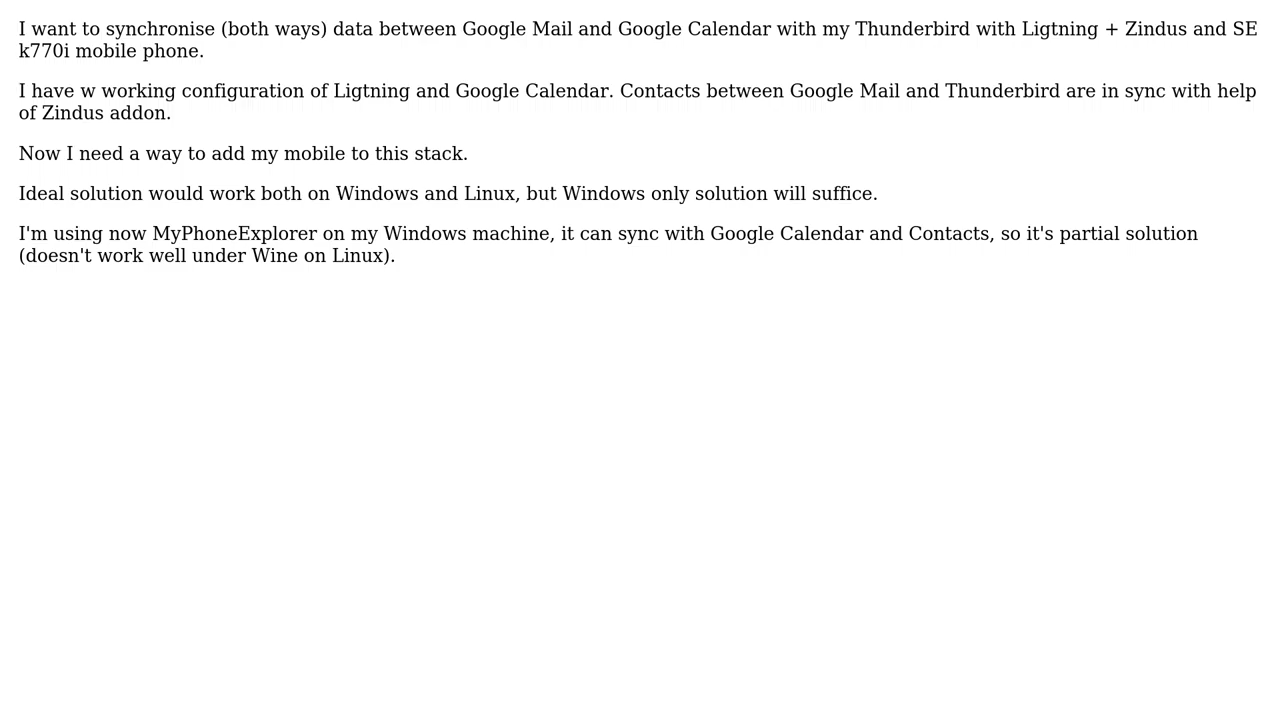 I want to synchronise (both ways) data between Google Mail and Google Calendar with my Thunderbird with Ligtning + Zindus and SE
k770i mobile phone.
I have w working configuration of Ligtning and Google Calendar. Contacts between Google Mail and Thunderbird are in sync with help
of Zindus addon.
Now I need a way to add my mobile to this stack.
Ideal solution would work both on Windows and Linux, but Windows only solution will suffice.
I'm using now MyPhoneExplorer on my Windows machine, it can sync with Google Calendar and Contacts, so it's partial solution
(doesn't work well under Wine on Linux).